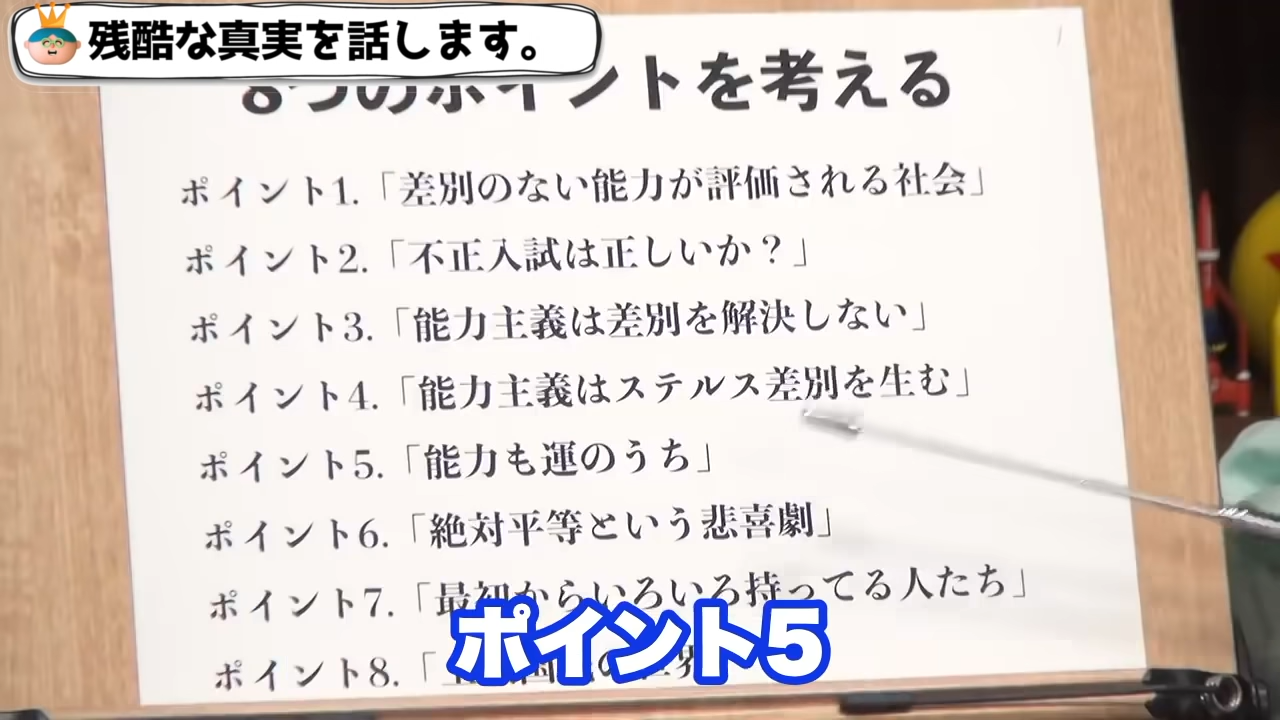 残酷な真実を話します。
8つのポイントを考える
ポイント1.「差別のない能力が評価される社会」
ポイント2.「不正入試は正しいか？」
ポイント3.「能力主義は差別を解決しない」
ポイント4.「能力主義はステルス差別を生む」
ポイント5.「能力も運のうち」
ポイント6.「絶対平等という悲喜劇」
ポイント7.「最初からいろいろ持ってる人たち」
ポイント8.「
ポイント5